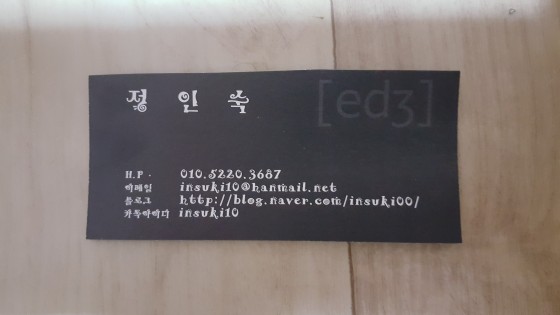 정 인 숙 [edʒ]
H.P. 010.5220.3687
이메일 insuki10@hanmail.net
블로그 http://blog.naver.com/insuki00/
카톡아이디 insuki10